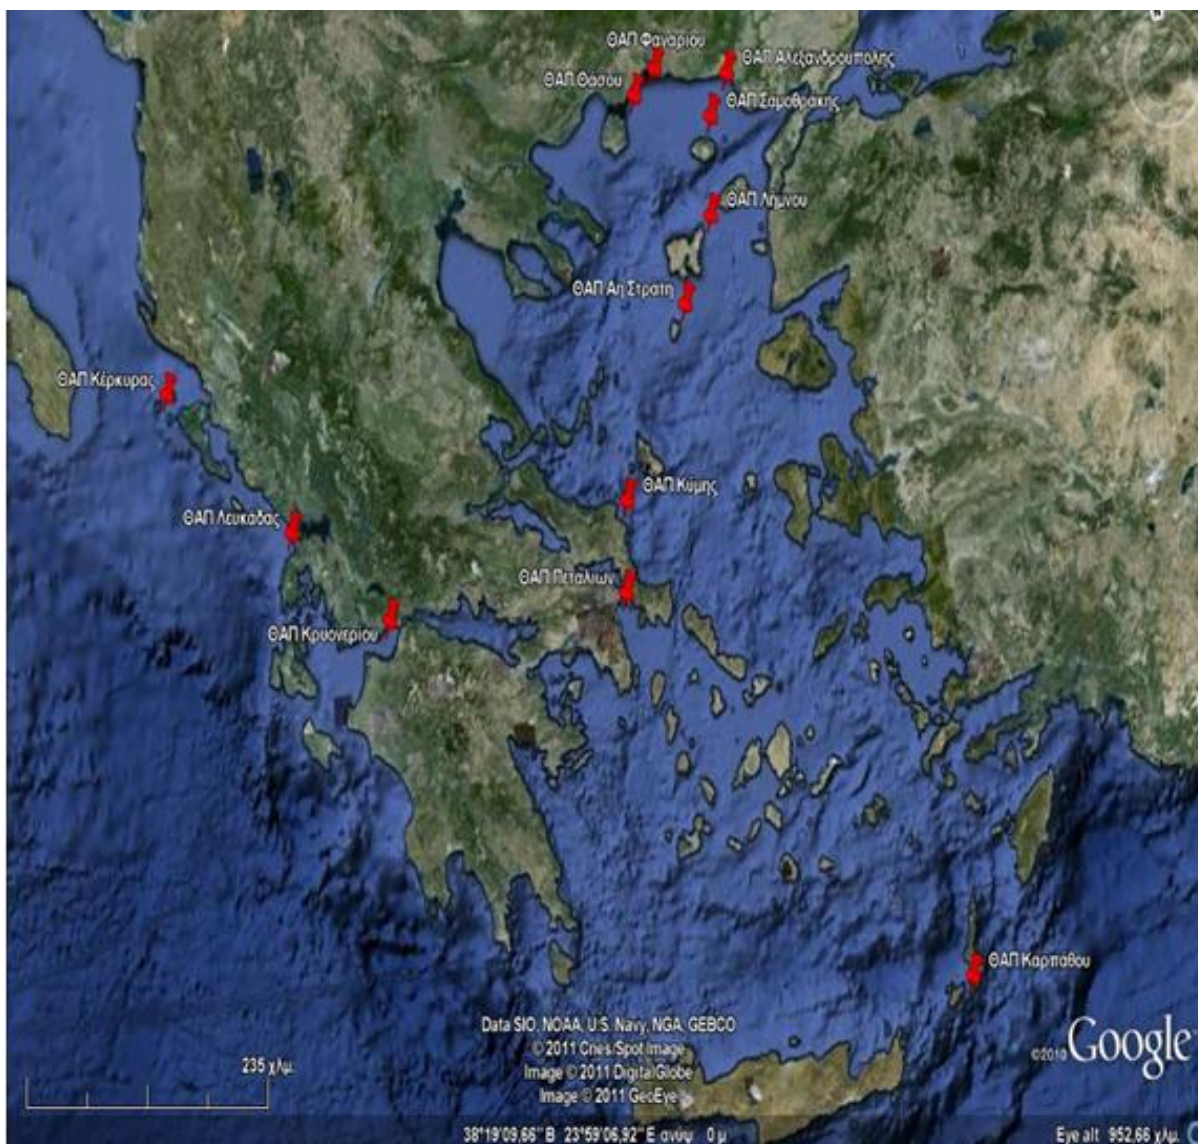 ΘΑΠ Φαναρίου
ΘΑΠ Αλεξανδρούπολης
ΘΑΠ Θάσου
ΘΑΠ Σαμοθράκης
ΘΑΠ Λήμνου
ΘΑΠ Αη Στράτη
ΘΑΠ Κέρκυρας
ΘΑΠ Κύμης
ΘΑΠ Λευκάδας
ΘΑΠ Πεταλιών
ΘΑΠ Κρυονερίου
ΘΑΠ Καρπάθου
Data SIO, NOAA, U.S. Navy, NGA, GEBCO
© 2011 Cnes/Spot Image
Image © 2011 DigitalGlobe
Image © 2011 GeoEye
©2010 Google
235 χλμ
38°19'09,66" Β 23°59'06,92" Ε ανύψ 0 μ
Eye alt 952,66 χλμ